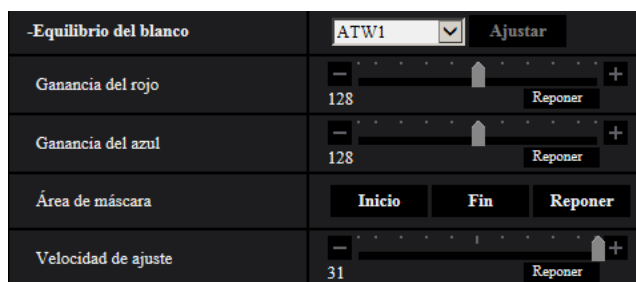 -Equilibrio del blanco ATW1 Ajustar
Ganancia del rojo − +
128 Reponer
Ganancia del azul − +
128 Reponer
Área de máscara Inicio Fin Reponer
Velocidad de ajuste − +
31 Reponer